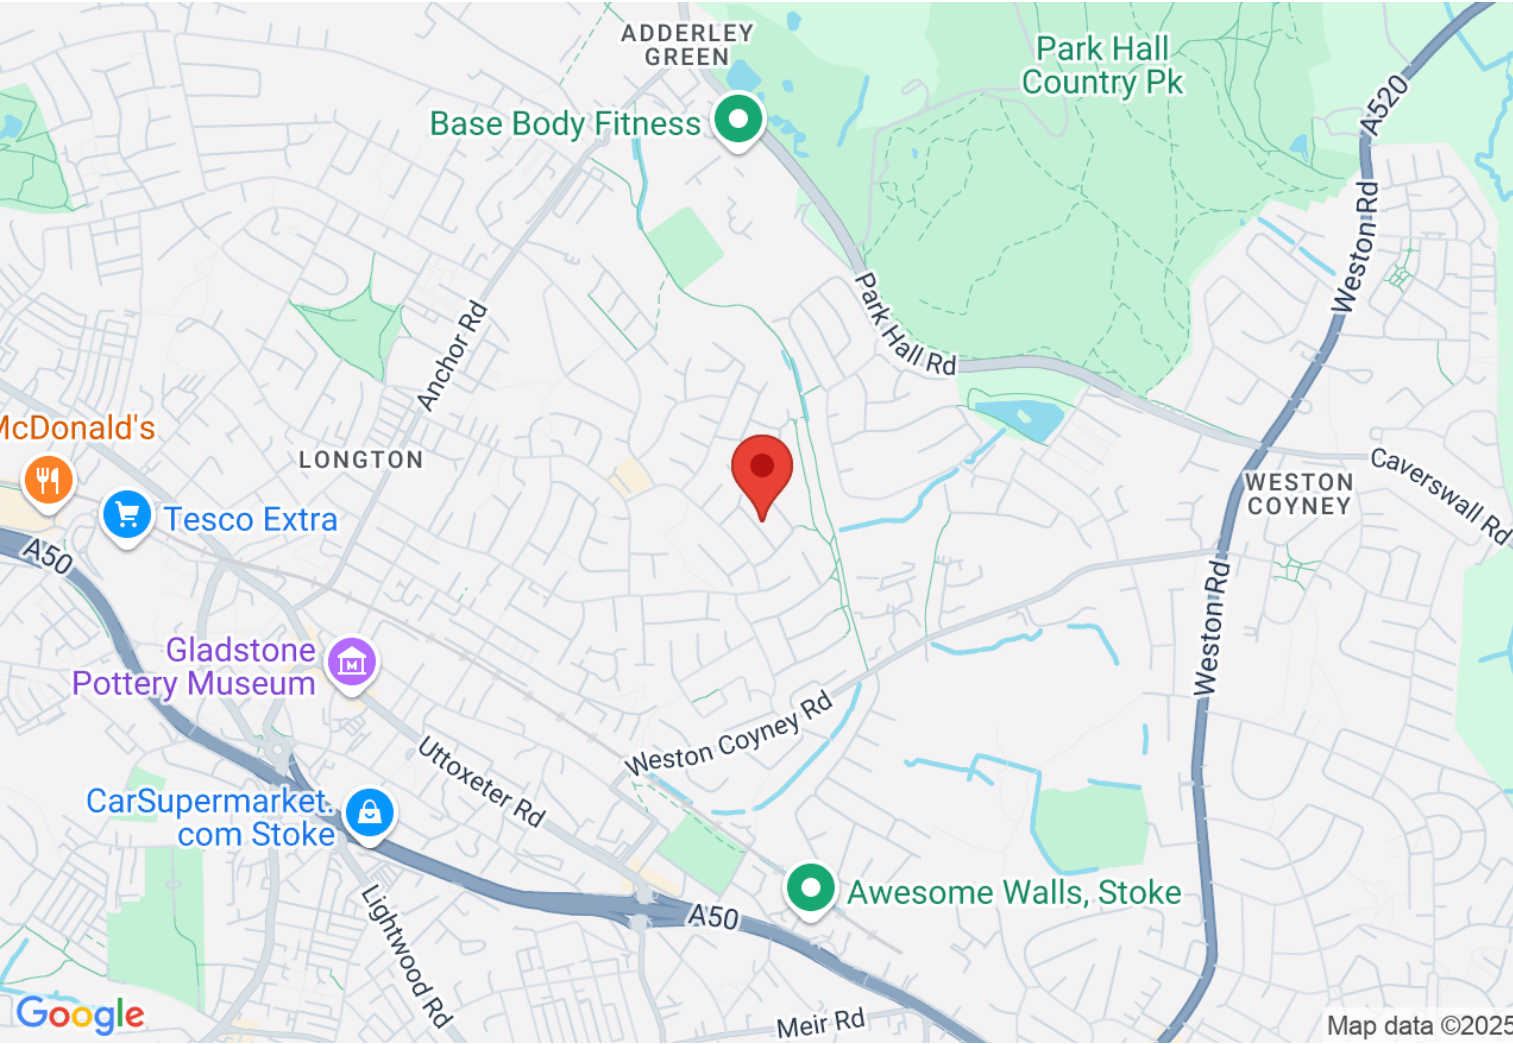 ADDERLEY
GREEN
Park Hall
Country Pk
A520
Base Body Fitness
Weston Rd
Anchor Rd
Park Hall Rd
McDonald's
LONGTON
Caverswall Rd
WESTON
COYNEY
Tesco Extra
A50
Weston Rd
Gladstone
Pottery Museum
M
Weston Coyney Rd
Uttoxeter Rd
CarSupermarket.
com Stoke
Awesome Walls, Stoke
A50
Lightwood Rd
Google
Meir Rd
Map data ©2025